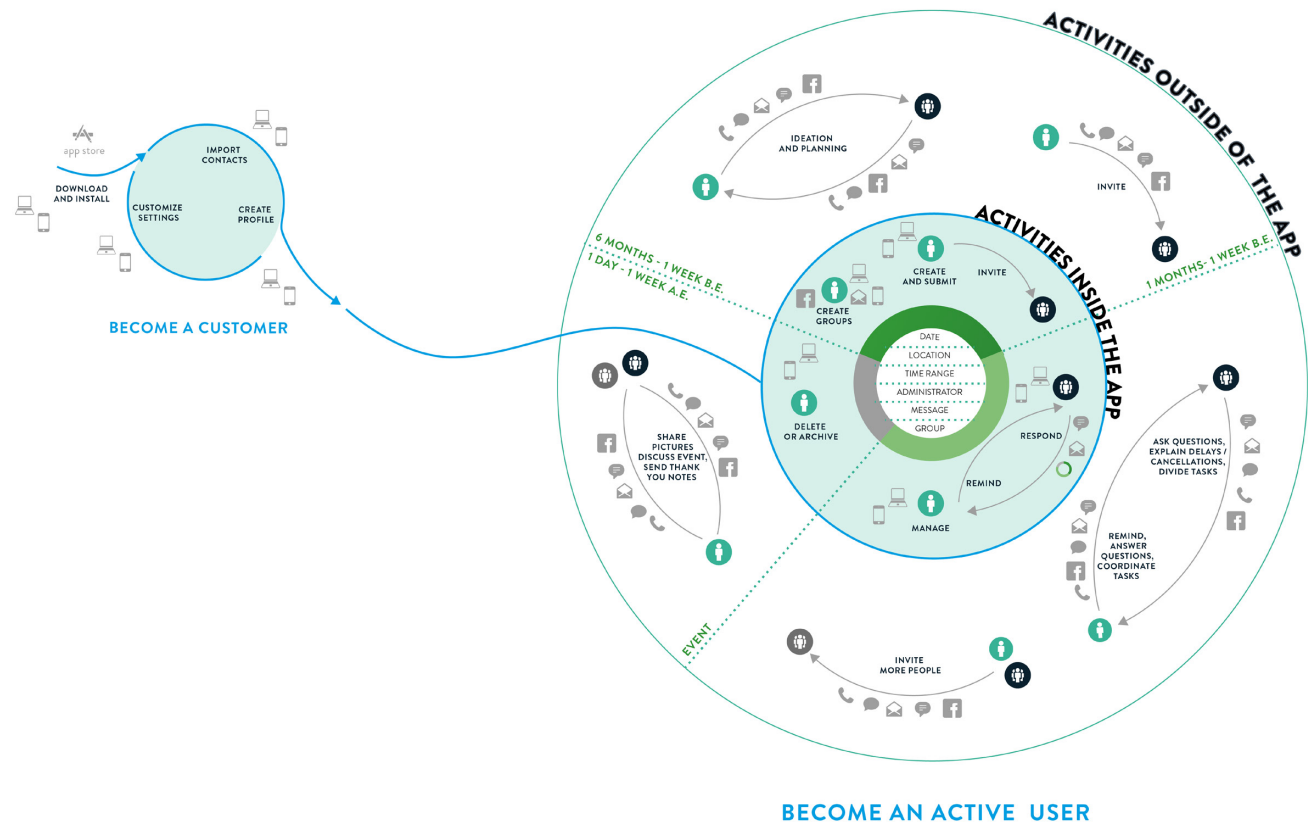 app store
DOWNLOAD
AND INSTALL
IMPORT
CONTACTS
CUSTOMIZE
SETTINGS
CREATE
PROFILE
BECOME A CUSTOMER
ACTIVITIES OUTSIDE OF THE APP
IDEATION
AND PLANNING
INVITE
6 MONTHS - 1 WEEK B.E.
1 DAY - 1 WEEK A.E.
1 MONTHS- 1 WEEK B.E.
ACTIVITIES INSIDE THE APP
CREATE
AND SUBMIT
INVITE
CREATE
GROUPS
DATE
LOCATION
TIME RANGE
ADMINISTRATOR
MESSAGE
GROUP
DELETE
OR ARCHIVE
RESPOND
REMIND
MANAGE
SHARE
PICTURES
DISCUSS EVENT,
SEND THANK
YOU NOTES
ASK QUESTIONS,
EXPLAIN DELAYS /
CANCELLATIONS,
DIVIDE TASKS
REMIND,
ANSWER
QUESTIONS,
COORDINATE
TASKS
EVENT
INVITE
MORE PEOPLE
BECOME AN ACTIVE USER